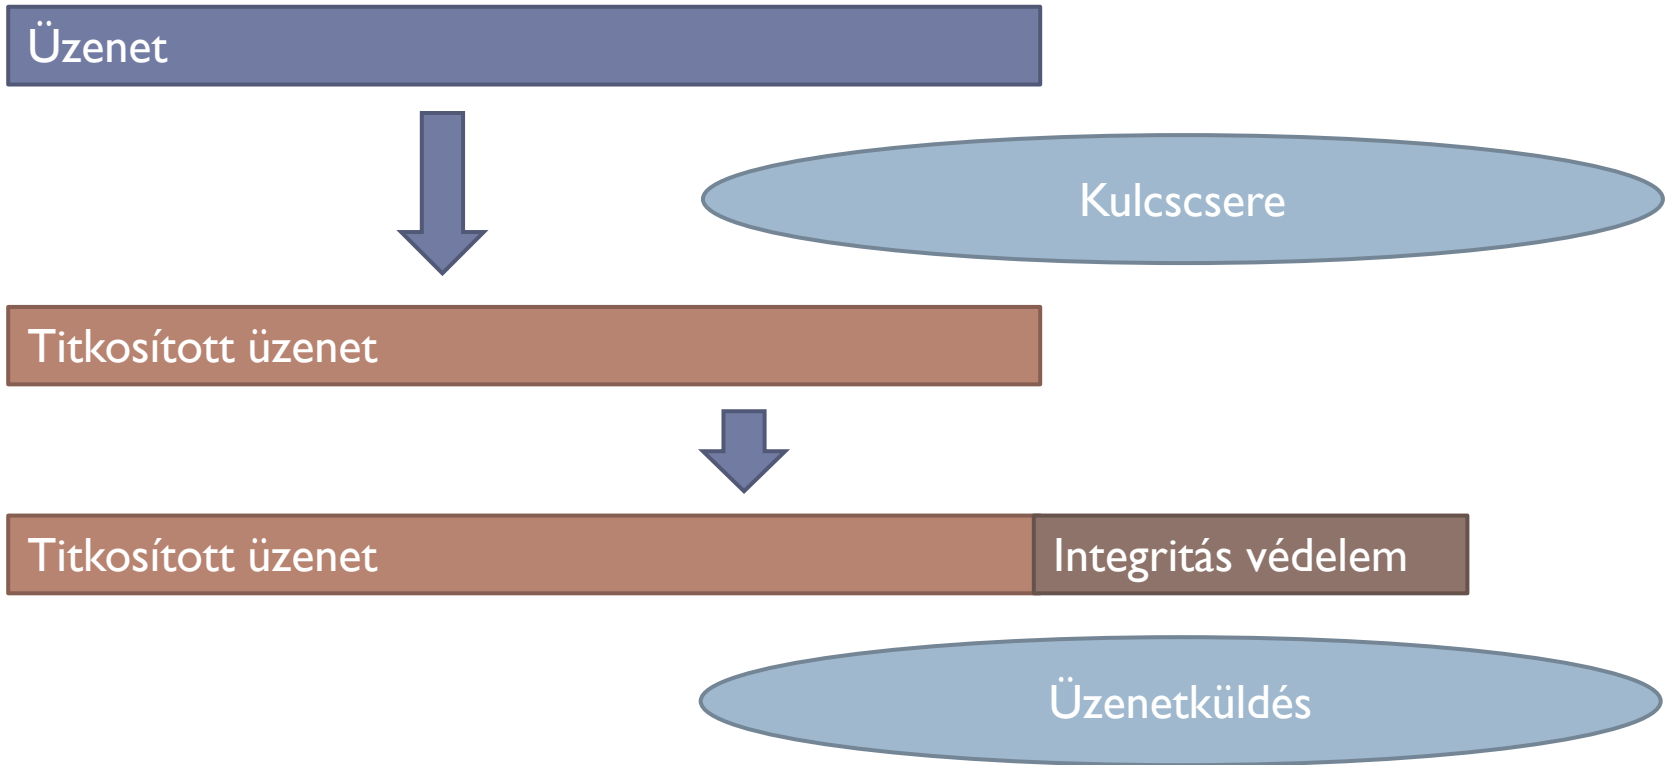 Üzenet
Kulcscsere
Titkosított üzenet
Titkosított üzenet
Integritás védelem
Üzenetküldés